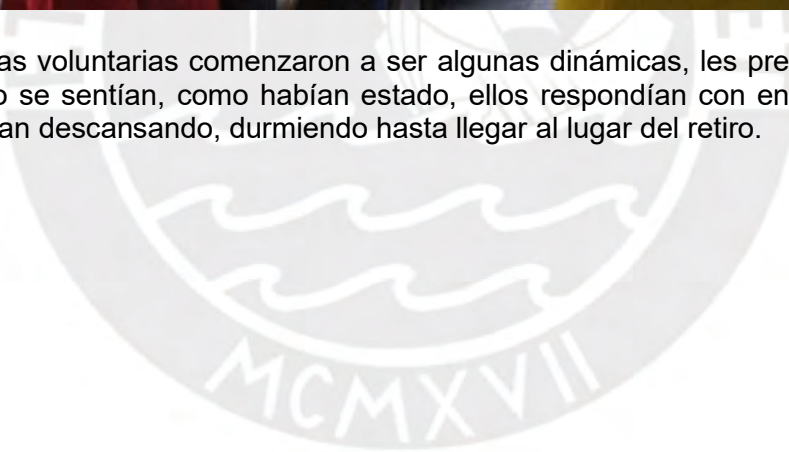 as voluntarias comenzaron a ser algunas dinámicas, les pre
o se sentían, como habían estado, ellos respondían con en
an descansando, durmiendo hasta llegar al lugar del retiro.
MCMXVII